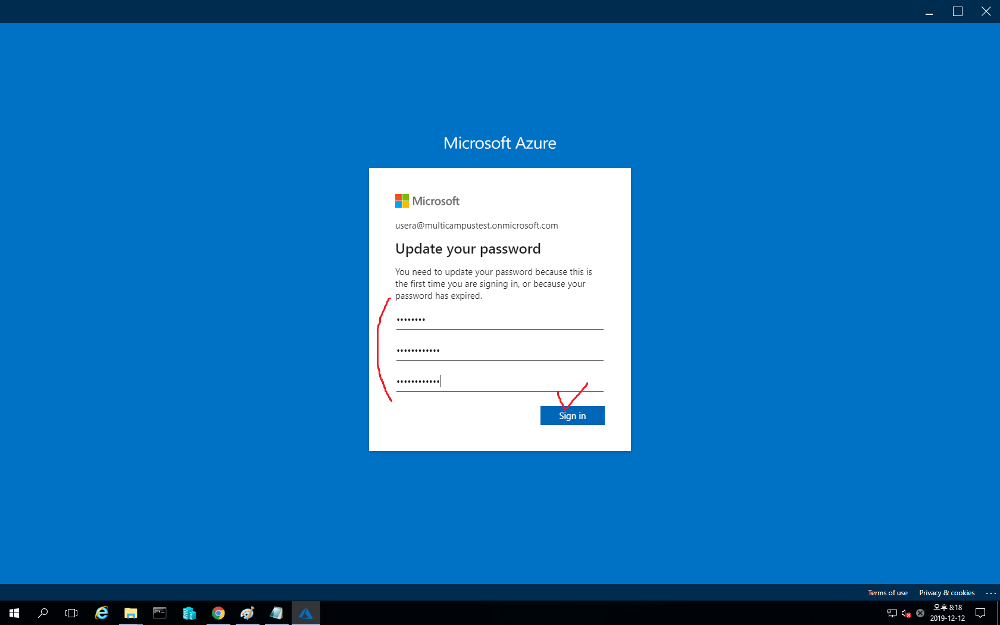 Microsoft Azure
Microsoft
usera@multicampustest.onmicrosoft.com
Update your password
You need to update your password because this is
the first time you are signing in, or because your
password has expired.
••••••••
••••••••••••
••••••••••••
Sign in
Terms of use Privacy & cookies ...
오후 8:18
2019-12-12